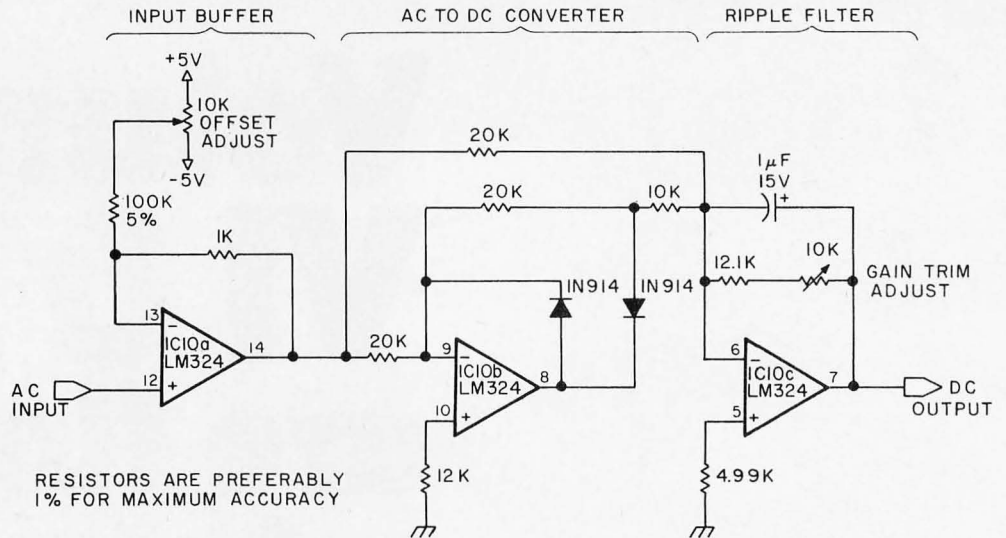 INPUT BUFFER
AC TO DC CONVERTER
RIPPLE FILTER
+5V
10K
OFFSET
ADJUST
-5V
100K
5%
1K
13
-
IC10a
LM324
14
12
+
AC
INPUT
RESISTORS ARE PREFERABLY
1% FOR MAXIMUM ACCURACY
20K
20K
10K
1N914
1N914
20K
9
-
IC10b
LM324
8
10
+
12K
1µF
15V
+
12.1K
10K
GAIN TRIM
ADJUST
6
-
IC10c
LM324
7
5
+
4.99K
DC
OUTPUT